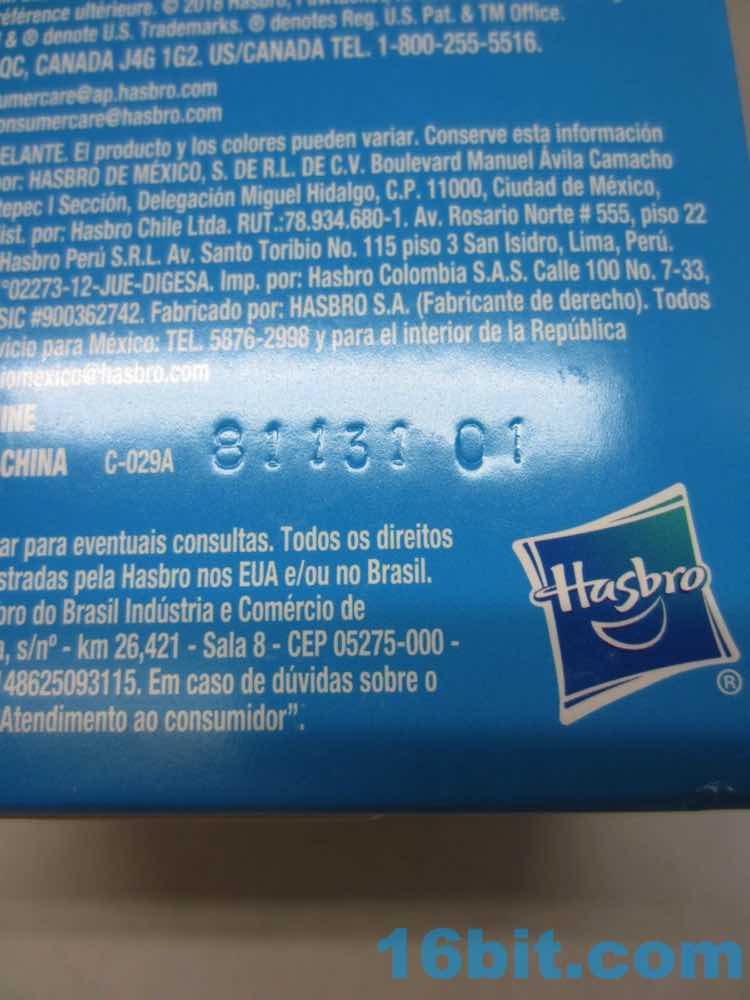 référence ultérieure. © 2018 Hasbro,
& ® denote U.S. Trademarks. ® denotes Reg. U.S. Pat. & TM Office.
QC, CANADA J4G 1G2. US/CANADA TEL. 1-800-255-5516.
umercare@ap.hasbro.com
onsumercare@hasbro.com
ELANTE. El producto y los colores pueden variar. Conserve esta información
por: HASBRO DE MÉXICO, S. DE R.L. DE C.V. Boulevard Manuel Ávila Camacho
tepec I Sección, Delegación Miguel Hidalgo, C.P. 11000, Ciudad de México,
ist. por: Hasbro Chile Ltda. RUT.:78.934.680-1. Av. Rosario Norte # 555, piso 22
Hasbro Perú S.R.L. Av. Santo Toribio No. 115 piso 3 San Isidro, Lima, Perú.
°02273-12-JUE-DIGESA. Imp. por: Hasbro Colombia S.A.S. Calle 100 No. 7-33,
SIC #900362742. Fabricado por: HASBRO S.A. (Fabricante de derecho). Todos
vicio para México: TEL. 5876-2998 y para el interior de la República
romexico@hasbro.com
INE
CHINA C-029A 81131 01
ar para eventuais consultas. Todos os direitos
stradas pela Hasbro nos EUA e/ou no Brasil.
bro do Brasil Indústria e Comércio de
a, s/nº - km 26,421 - Sala 8 - CEP 05275-000 -
48625093115. Em caso de dúvidas sobre o
Atendimento ao consumidor”.
Hasbro
®
16bit.com